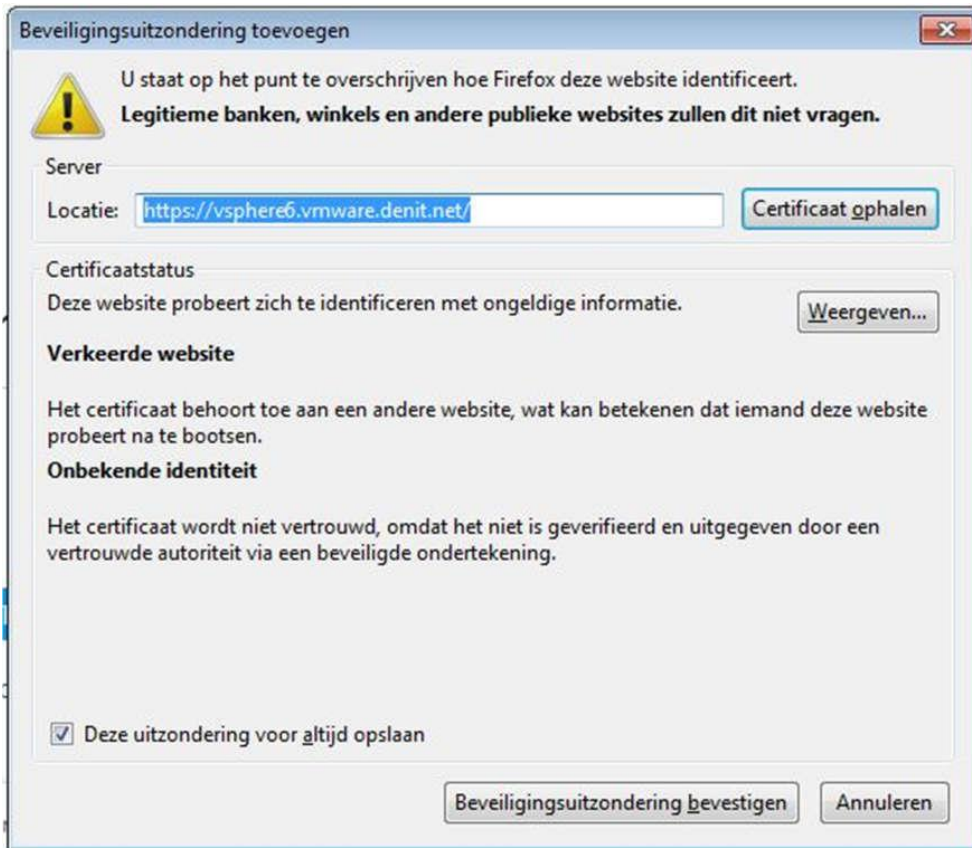 Beveiligingsuitzondering toevoegen
U staat op het punt te overschrijven hoe Firefox deze website identificeert.
Legitieme banken, winkels en andere publieke websites zullen dit niet vragen.
Server
Locatie: https://vsphere6.vmware.denit.net/ Certificaat ophalen
Certificaatstatus
Deze website probeert zich te identificeren met ongeldige informatie. Weergeven...
Verkeerde website
Het certificaat behoort toe aan een andere website, wat kan betekenen dat iemand deze website
probeert na te bootsen.
Onbekende identiteit
Het certificaat wordt niet vertrouwd, omdat het niet is geverifieerd en uitgegeven door een
vertrouwde autoriteit via een beveiligde ondertekening.
Deze uitzondering voor altijd opslaan
Beveiligingsuitzondering bevestigen Annuleren